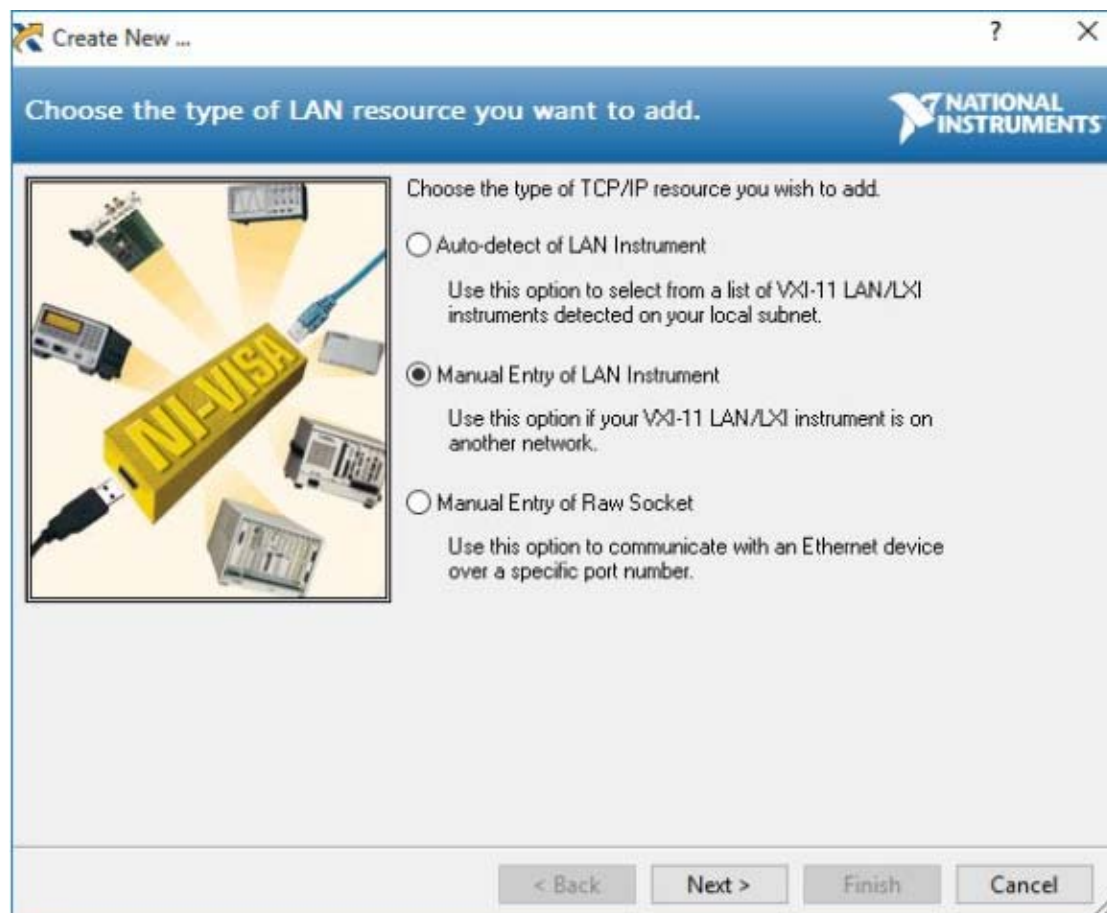 Create New ...
?
Choose the type of LAN resource you want to add.
NATIONAL
INSTRUMENTS
NI-VISA
Choose the type of TCP/IP resource you wish to add.
Auto-detect of LAN Instrument
Use this option to select from a list of VXI-11 LAN/LXI
instruments detected on your local subnet.
Manual Entry of LAN Instrument
Use this option if your VXI-11 LAN/LXI instrument is on
another network.
Manual Entry of Raw Socket
Use this option to communicate with an Ethernet device
over a specific port number.
< Back
Next >
Finish
Cancel